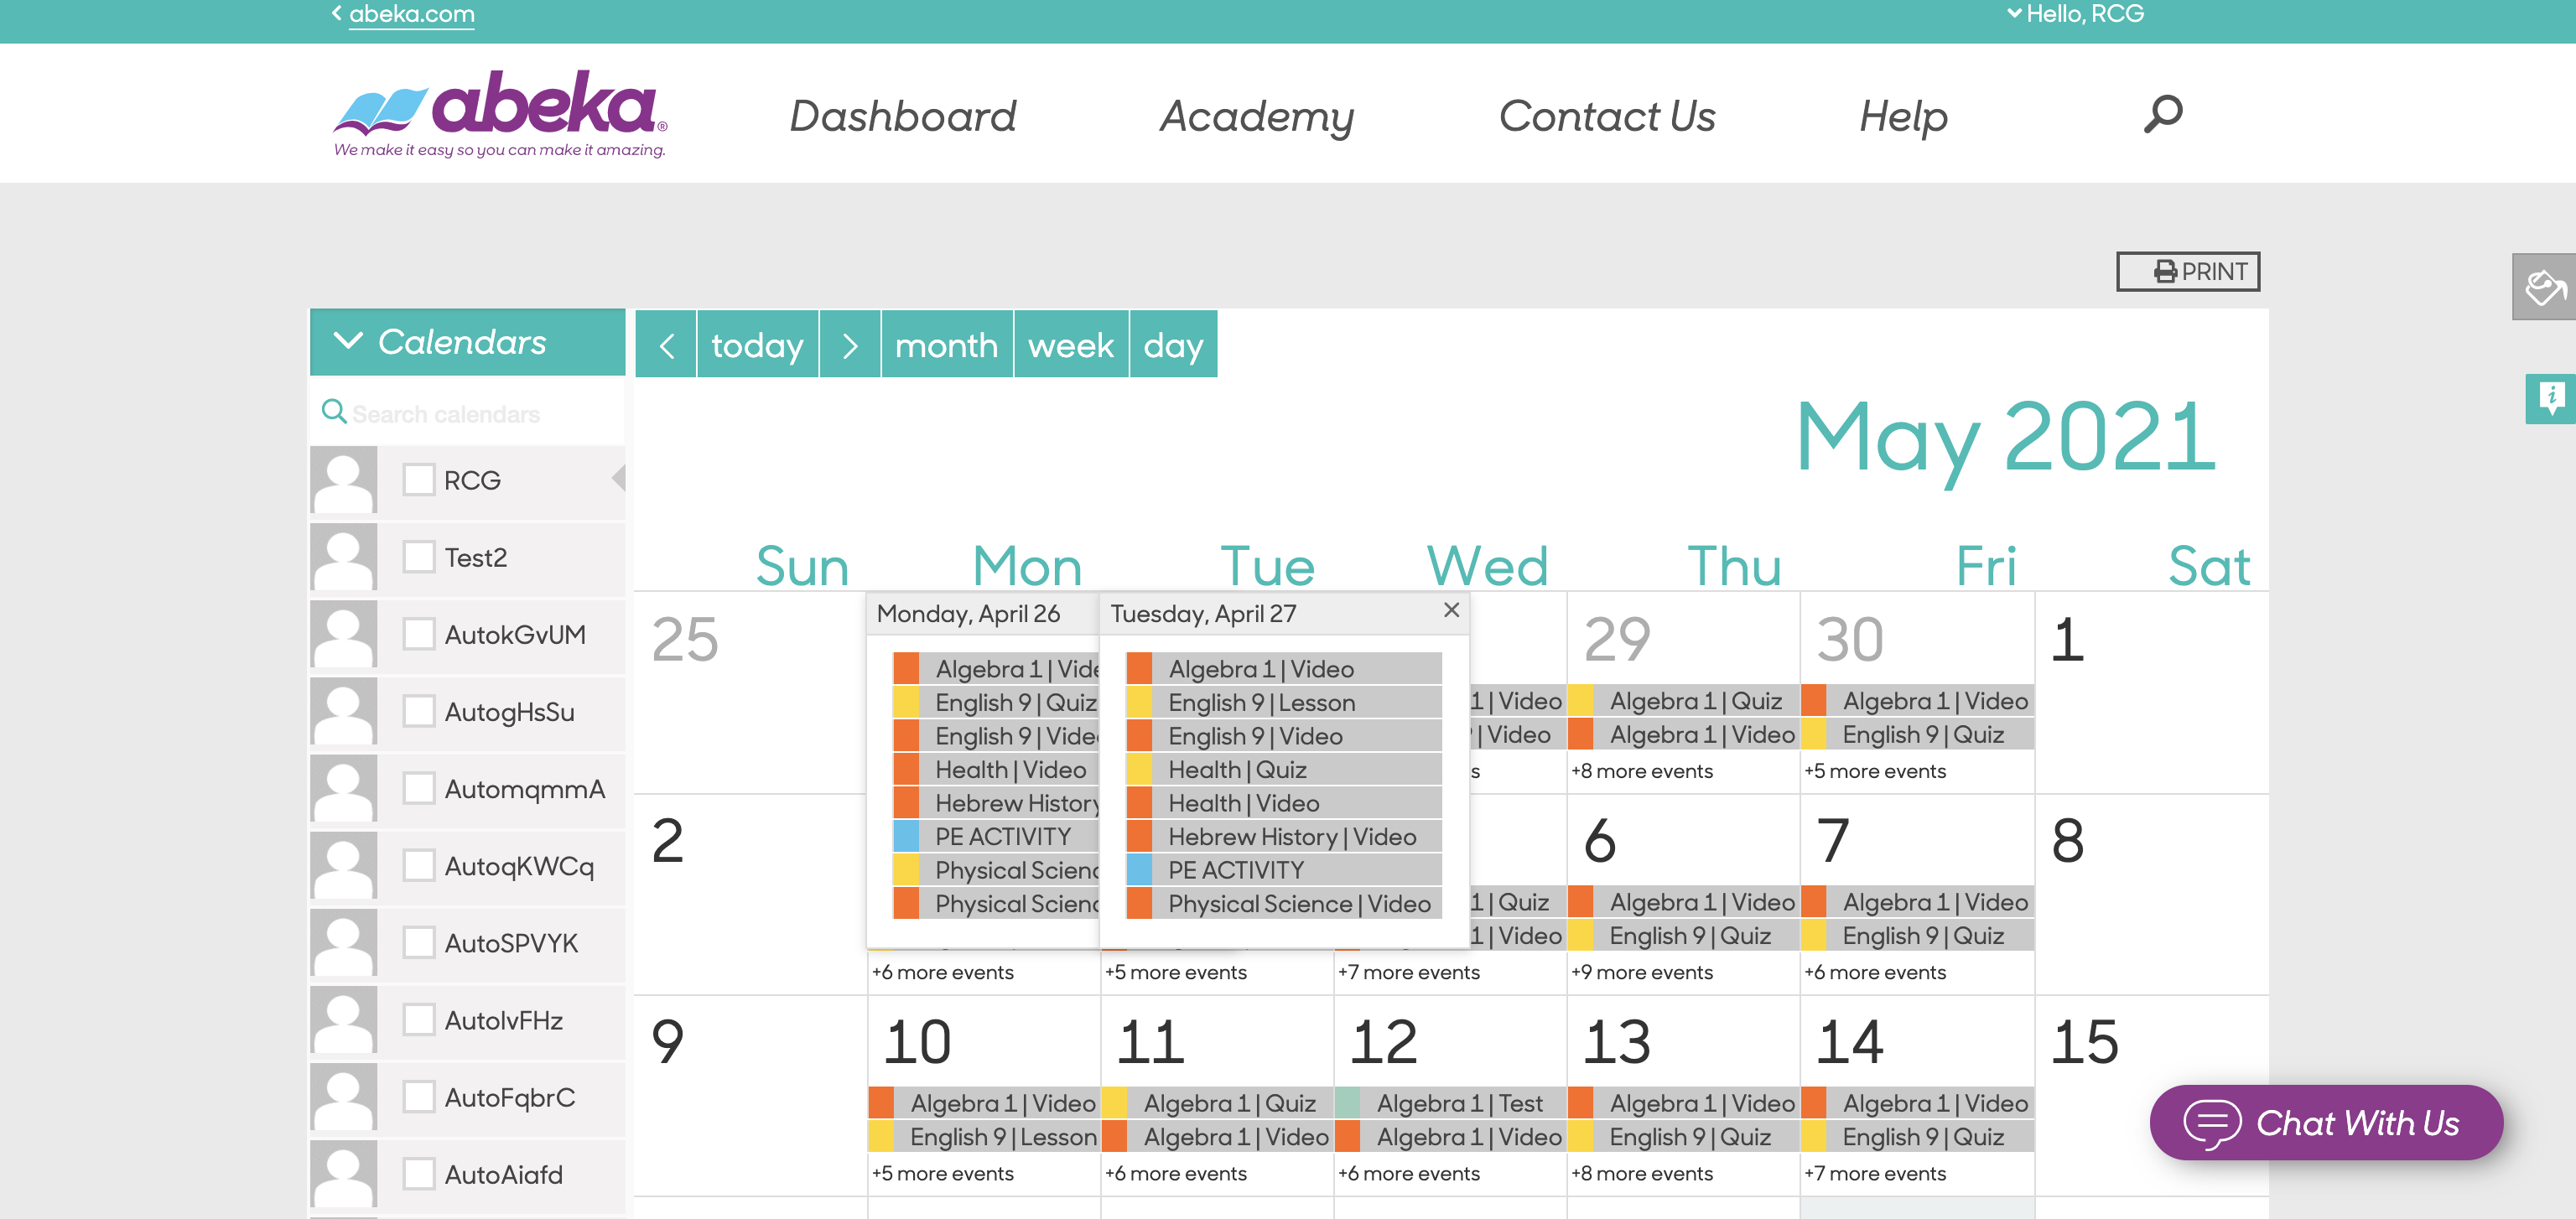 abeka.com
Hello, RCG
abeka®
We make it easy so you can make it amazing.
Dashboard
Academy
Contact Us
Help
PRINT
Calendars
Search calendars
RCG
Test2
AutokGvUM
AutogHsSu
AutomqmmA
AutoqKWCq
AutoSPVYK
AutoIvFHz
AutoFqbrC
AutoAiafd
< today > month week day
May 2021
Sun Mon Tue Wed Thu Fri Sat
25
Monday, April 26
Algebra 1 | Vide
English 9 | Quiz
English 9 | Vide
Health | Video
Hebrew History
PE ACTIVITY
Physical Scienc
Physical Scienc
Tuesday, April 27 ×
Algebra 1 | Video
English 9 | Lesson
English 9 | Video
Health | Quiz
Health | Video
Hebrew History | Video
PE ACTIVITY
Physical Science | Video
1 | Video
| Video
s
29
Algebra 1 | Quiz
Algebra 1 | Video
+8 more events
30
Algebra 1 | Video
English 9 | Quiz
+5 more events
1
2
+6 more events
+5 more events
1 | Quiz
1 | Video
+7 more events
6
Algebra 1 | Video
English 9 | Quiz
+9 more events
7
Algebra 1 | Video
English 9 | Quiz
+6 more events
8
9
10
Algebra 1 | Video
English 9 | Lesson
+5 more events
11
Algebra 1 | Quiz
Algebra 1 | Video
+6 more events
12
Algebra 1 | Test
Algebra 1 | Video
+6 more events
13
Algebra 1 | Video
English 9 | Quiz
+8 more events
14
Algebra 1 | Video
English 9 | Quiz
+7 more events
15
Chat With Us